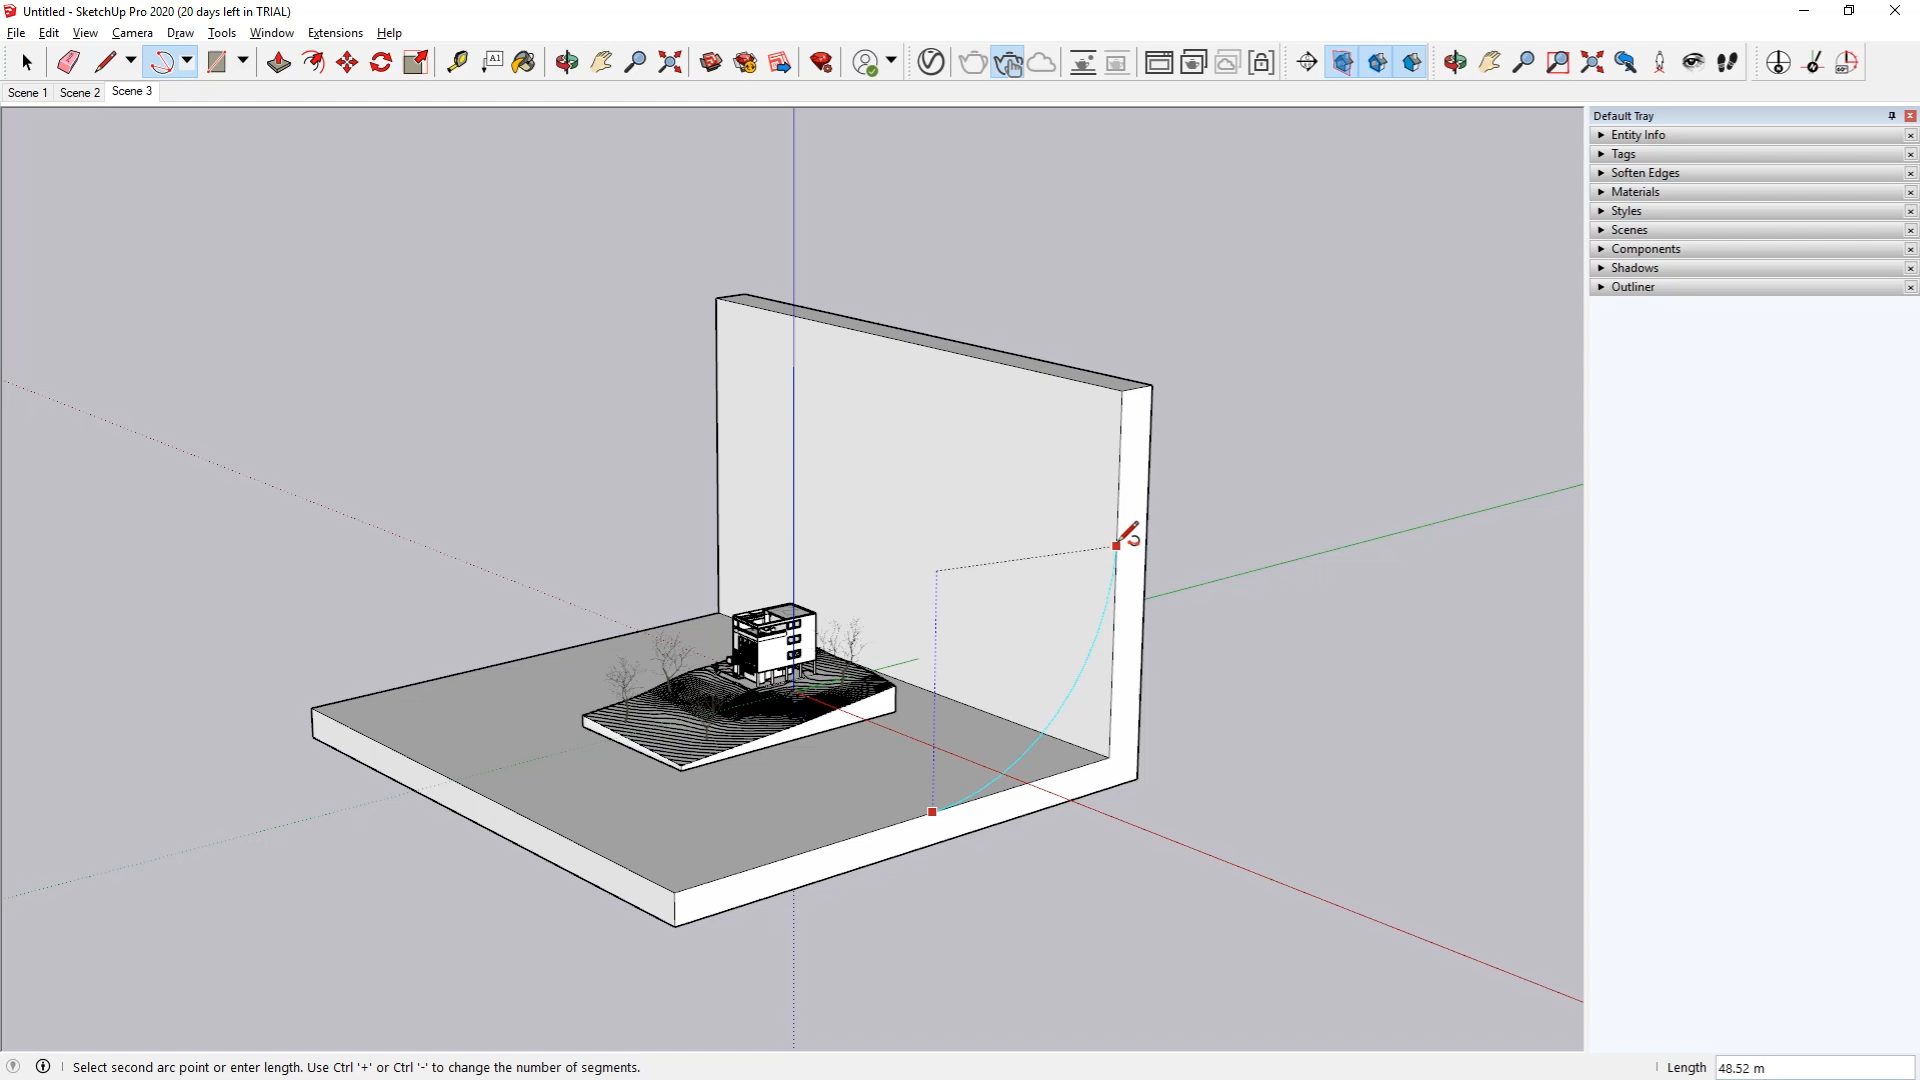 Untitled - SketchUp Pro 2020 (20 days left in TRIAL)
File Edit View Camera Draw Tools Window Extensions Help
A1
Scene 1 Scene 2 Scene 3
Default Tray
Entity Info
Tags
Soften Edges
Materials
Styles
Scenes
Components
Shadows
Outliner
Select second arc point or enter length. Use Ctrl '+' or Ctrl '-' to change the number of segments.
Length 48.52 m